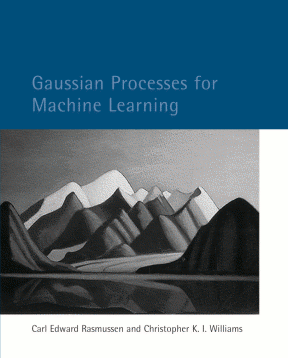 Gaussian Processes for
Machine Learning
Carl Edward Rasmussen and Christopher K. I. Williams